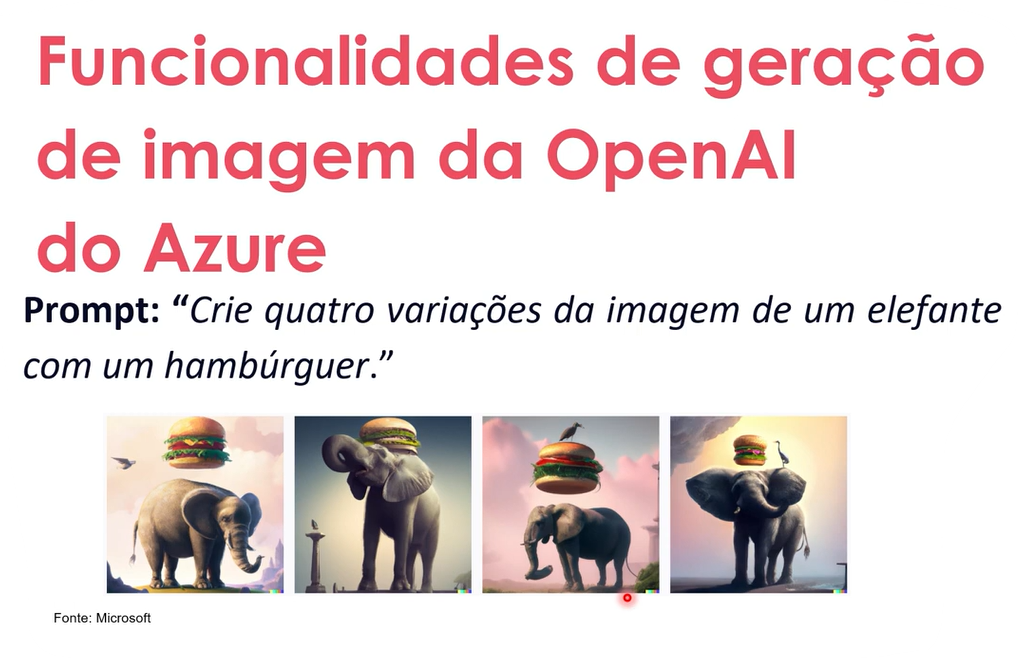 Funcionalidades de geração
de imagem da OpenAI
do Azure
Prompt: “Crie quatro variações da imagem de um elefante
com um hambúrguer.”
Fonte: Microsoft